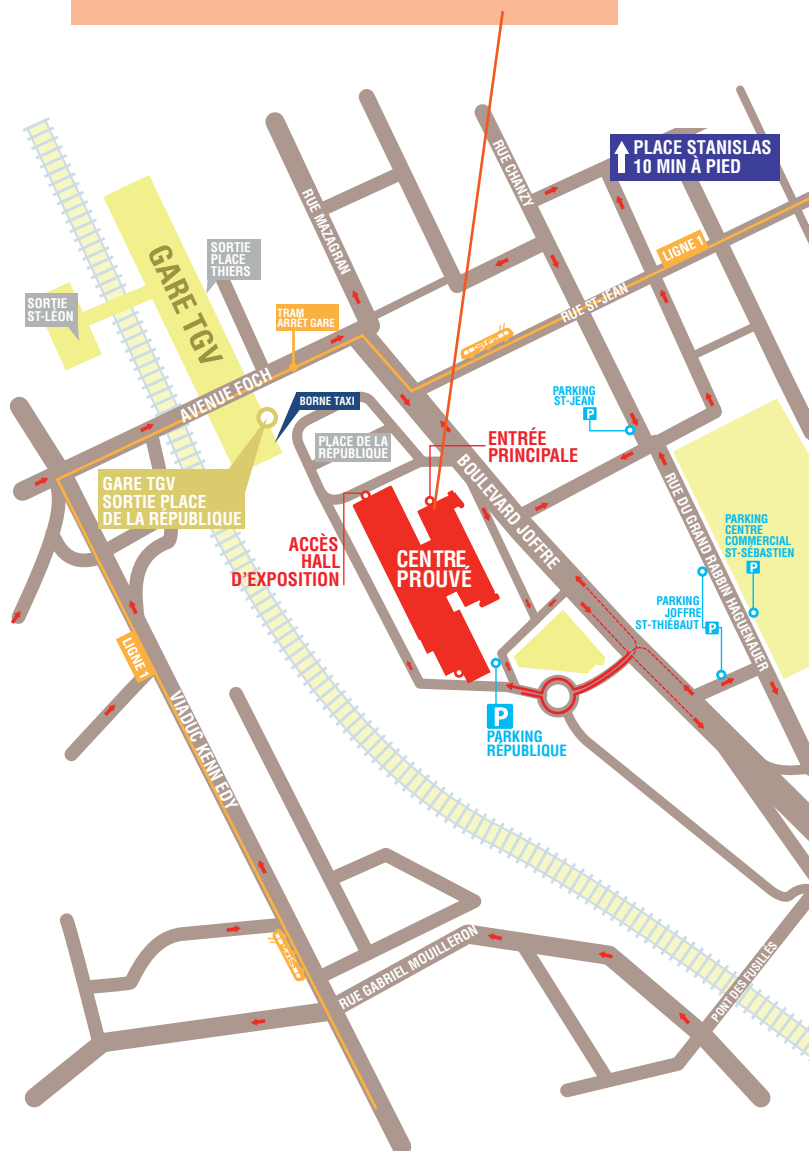 PLACE STANISLAS
10 MIN À PIED
RUE CHANZY
RUE MAZAGRAN
SORTIE
PLACE
THIERS
GARE TGV
SORTIE
ST-LÉON
LIGNE 1
RUE ST-JEAN
TRAM
ARRÊT GARE
AVENUE FOCH
BORNE TAXI
PARKING
ST-JEAN
P
PLACE DE LA
RÉPUBLIQUE
ENTRÉE
PRINCIPALE
BOULEVARD JOFFRE
GARE TGV
SORTIE PLACE
DE LA RÉPUBLIQUE
RUE DU GRAND RABBIN HAGUENAUER
PARKING
CENTRE
COMMERCIAL
ST-SÉBASTIEN
P
ACCÈS
HALL
D'EXPOSITION
CENTRE
PROUVÉ
PARKING
JOFFRE
ST-THIÉBAUT
P
LIGNE 1
VIADUC KENN EDY
P
PARKING
RÉPUBLIQUE
RUE GABRIEL MOUILLERON
PONT DES FUSILLÉS